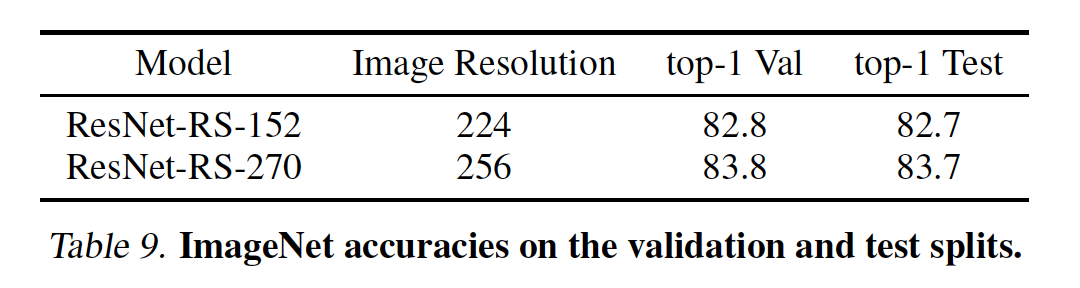 Model Image Resolution top-1 Val top-1 Test
ResNet-RS-152 224 82.8 82.7
ResNet-RS-270 256 83.8 83.7
Table 9. ImageNet accuracies on the validation and test splits.